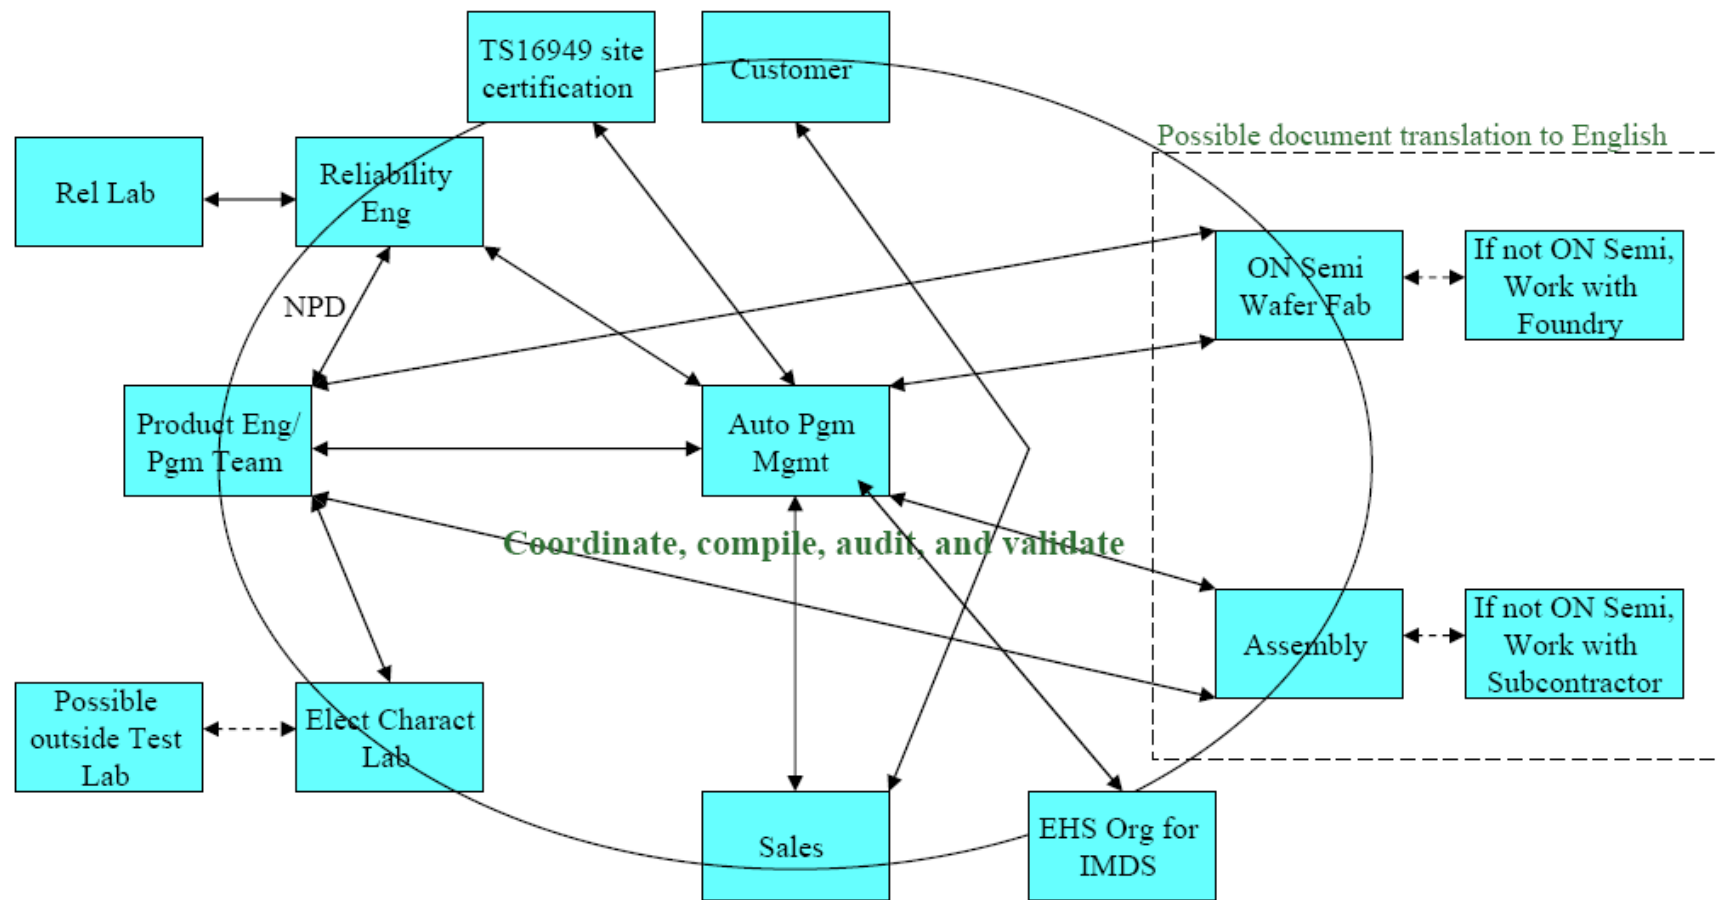 TS16949 site
certification
Customer
Possible document translation to English
Rel Lab
Reliability
Eng
NPD
ON Semi
Wafer Fab
If not ON Semi,
Work with
Foundry
Product Eng/
Pgm Team
Auto Pgm
Mgmt
Coordinate, compile, audit, and validate
Assembly
If not ON Semi,
Work with
Subcontractor
Possible
outside Test
Lab
Elect Charact
Lab
Sales
EHS Org for
IMDS